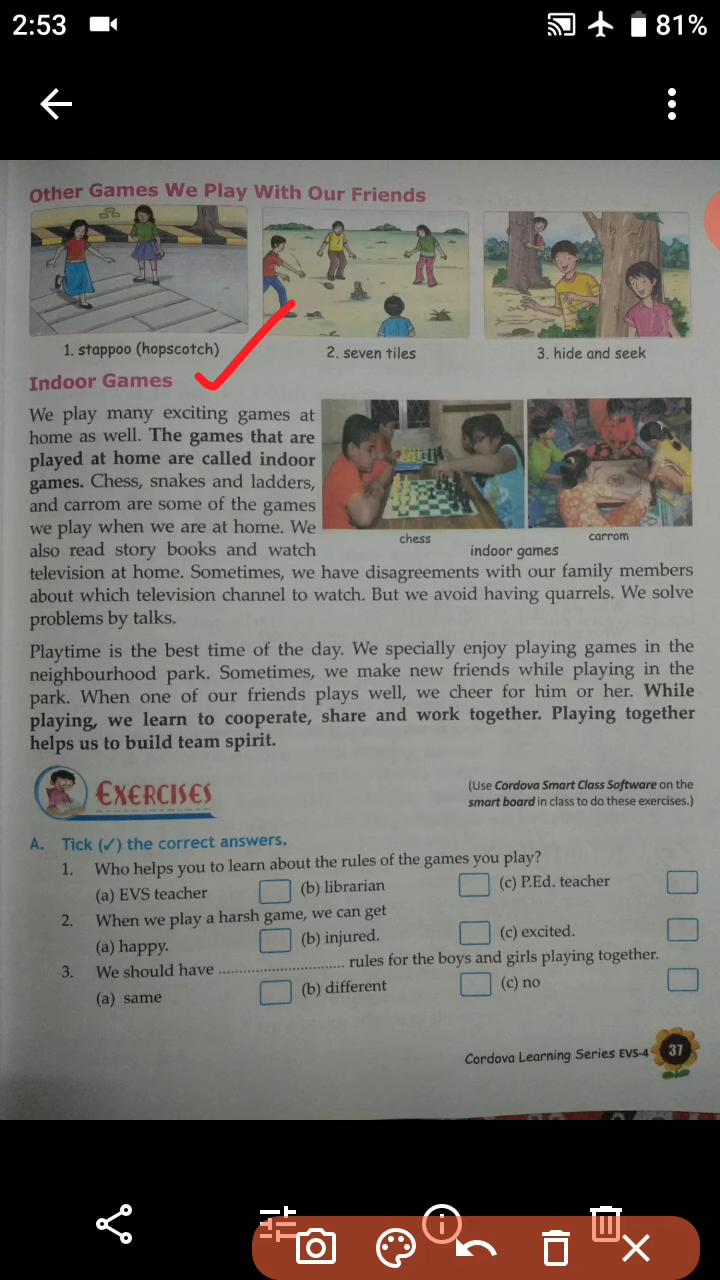 2:53
81%
Other Games We Play With Our Friends
1. stappoo (hopscotch)
2. seven tiles
3. hide and seek
Indoor Games
We play many exciting games at
home as well. The games that are
played at home are called indoor
games. Chess, snakes and ladders,
and carrom are some of the games
we play when we are at home. We
also read story books and watch
chess
carrom
indoor games
television at home. Sometimes, we have disagreements with our family members
about which television channel to watch. But we avoid having quarrels. We solve
problems by talks.
Playtime is the best time of the day. We specially enjoy playing games in the
neighbourhood park. Sometimes, we make new friends while playing in the
park. When one of our friends plays well, we cheer for him or her. While
playing, we learn to cooperate, share and work together. Playing together
helps us to build team spirit.
EXERCISES
(Use Cordova Smart Class Software on the
smart board in class to do these exercises.)
A. Tick (✓) the correct answers.
1. Who helps you to learn about the rules of the games you play?
(a) EVS teacher (b) librarian (c) P.Ed. teacher
2. When we play a harsh game, we can get
(a) happy. (b) injured. (c) excited.
3. We should have .............................. rules for the boys and girls playing together.
(a) same (b) different (c) no
Cordova Learning Series EVS-4 37